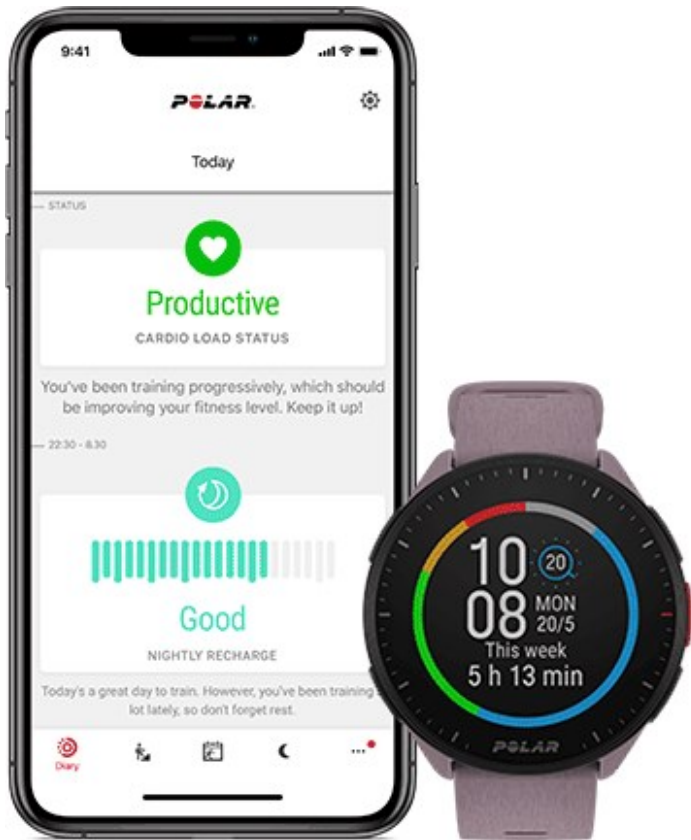 9:41
POLAR.
Today
STATUS
Productive
CARDIO LOAD STATUS
You've been training progressively, which should
be improving your fitness level. Keep it up!
22:30 - 8.30
Good
NIGHTLY RECHARGE
Today's a great day to train. However, you've been training
lot lately, so don't forget rest.
Diary
10
20
08
MON
20/5
This week
5 h 13 min
POLAR